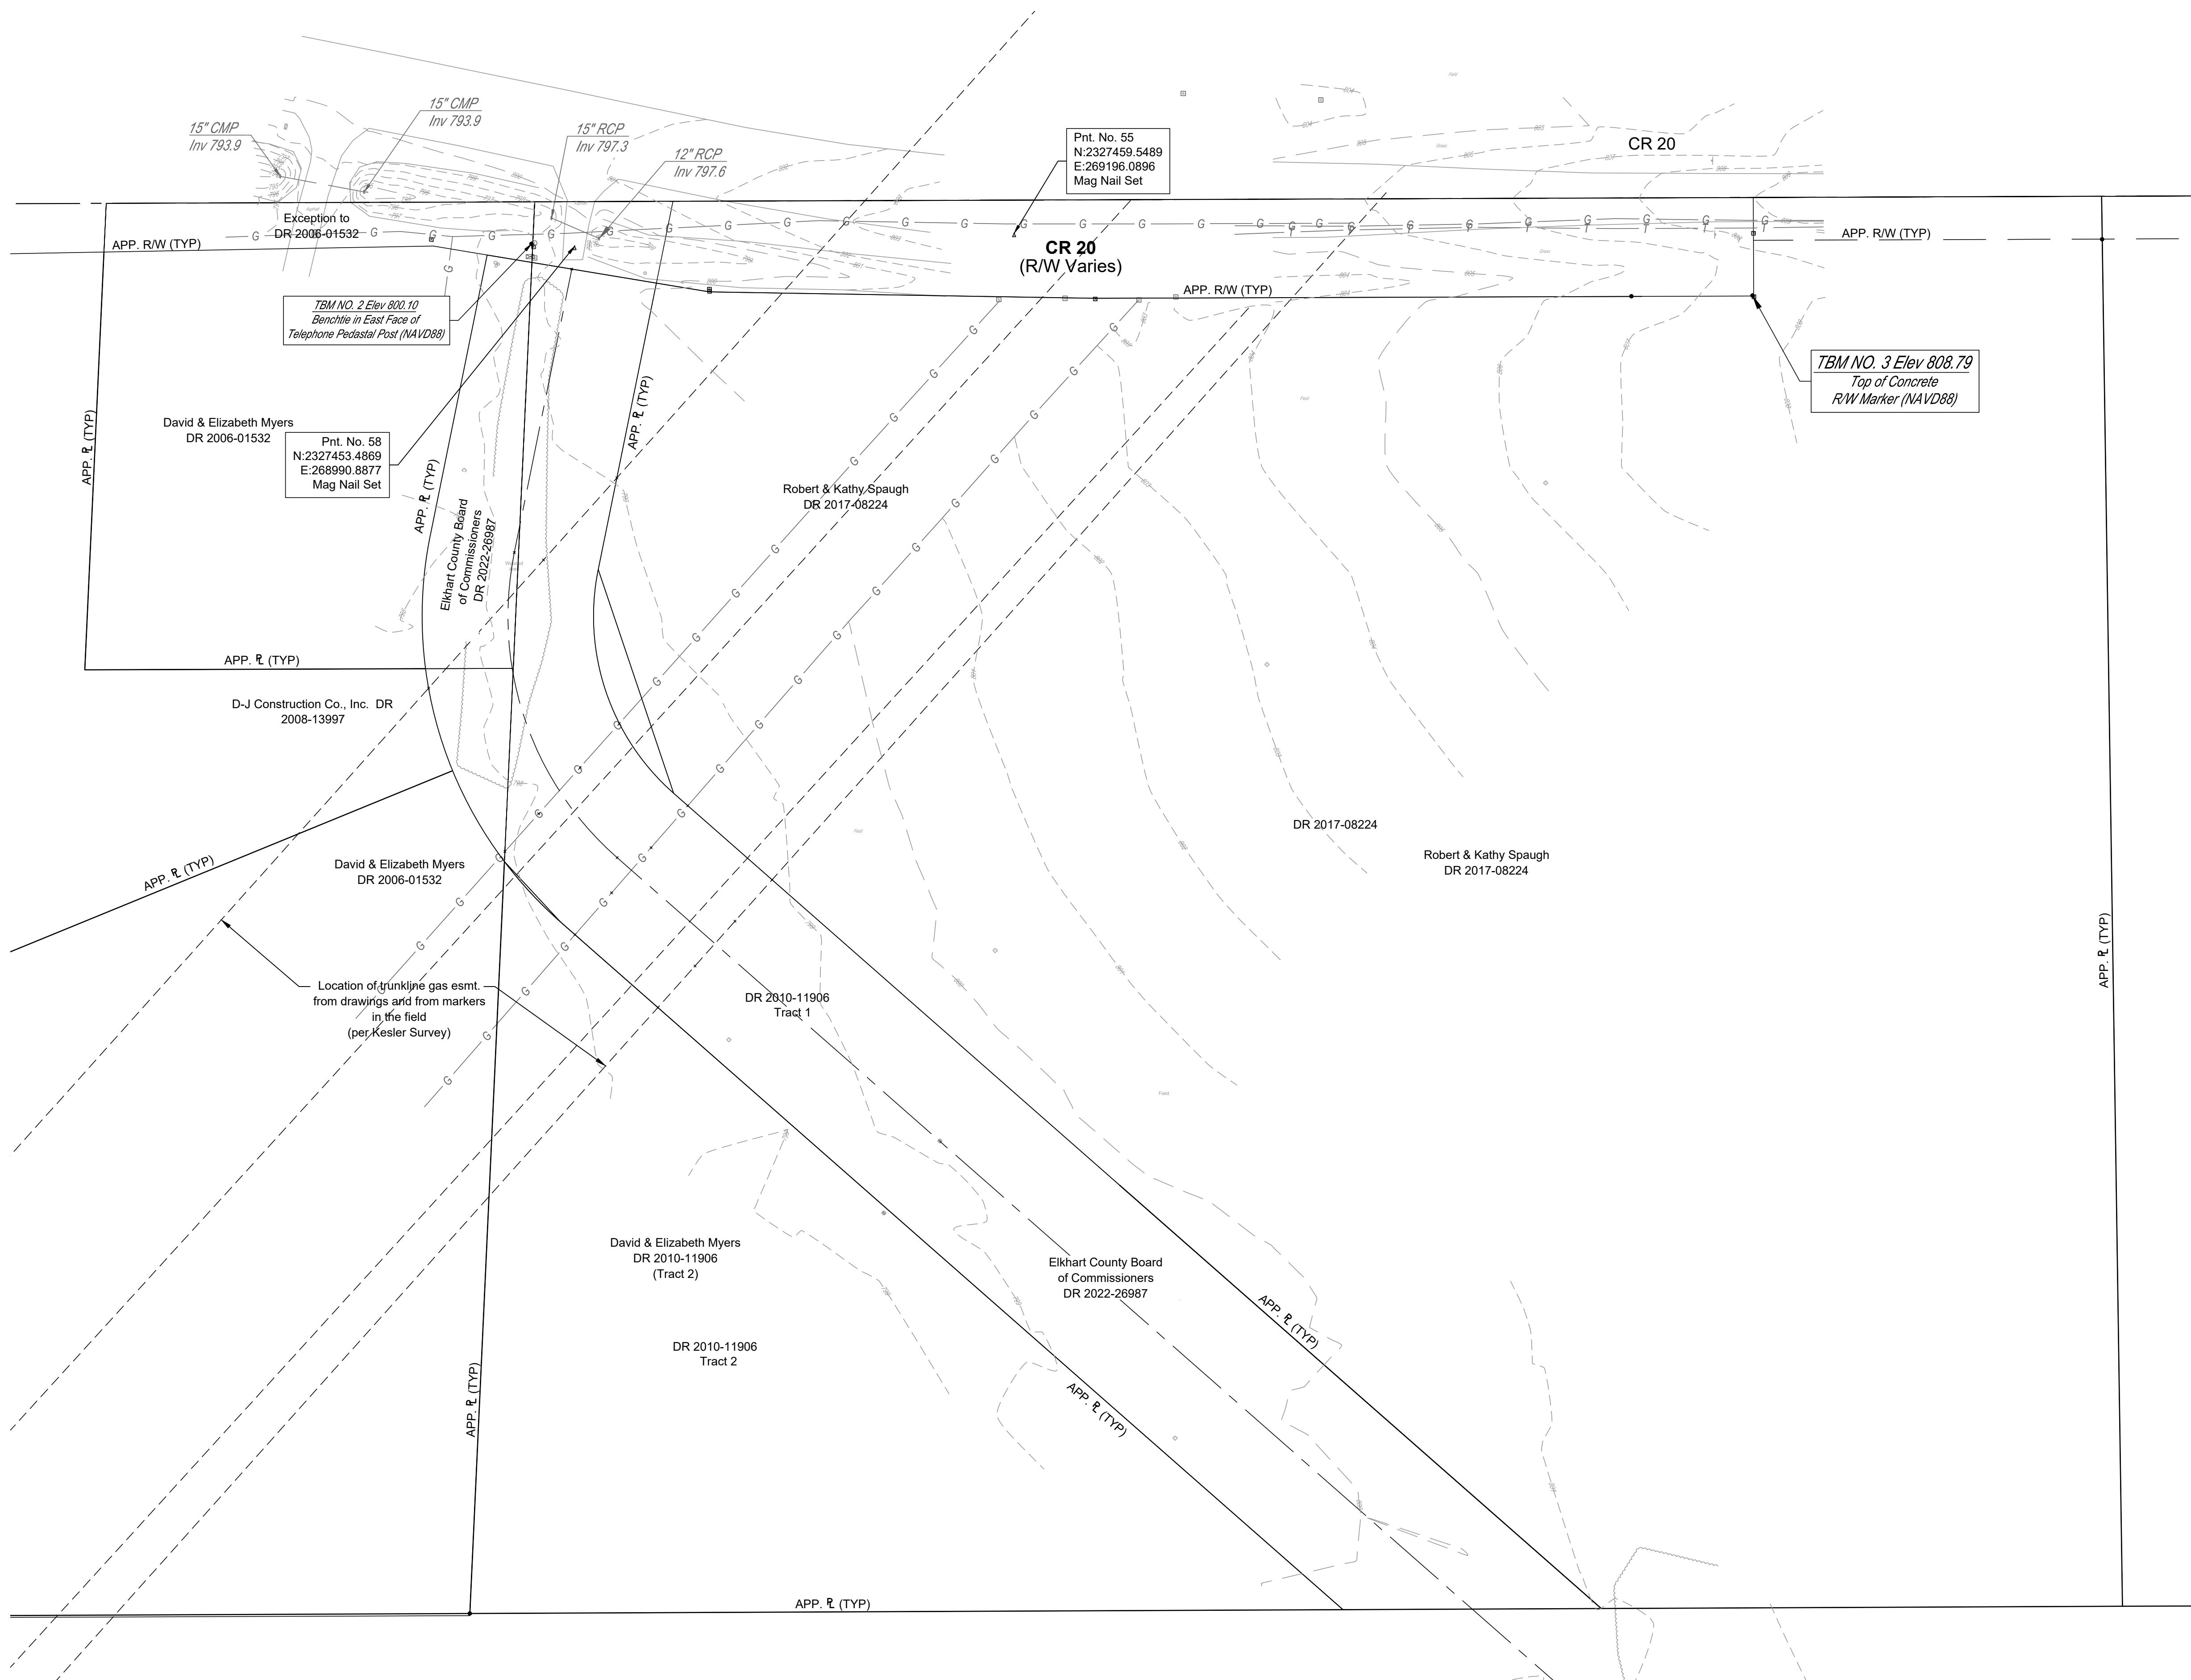 15" CMP
Inv 793.9
15" CMP
Inv 793.9
15" RCP
Inv 797.3
12" RCP
Inv 797.6
Pnt. No. 55
N:2327459.5489
E:269196.0896
Mag Nail Set
CR 20
Exception to
DR 2006-01532
APP. R/W (TYP)
CR 20
(R/W Varies)
APP. R/W (TYP)
APP. R/W (TYP)
TBM NO. 2 Elev 800.10
Benchtie in East Face of
Telephone Pedastal Post (NAVD88)
TBM NO. 3 Elev 808.79
Top of Concrete
R/W Marker (NAVD88)
APP. ℞ (TYP)
David & Elizabeth Myers
DR 2006-01532
Pnt. No. 58
N:2327453.4869
E:268990.8877
Mag Nail Set
APP. ℞ (TYP)
APP. ℞ (TYP)
Elkhart County Board
of Commissioners
DR 2022-26987
Robert & Kathy Spaugh
DR 2017-08224
APP. ℞ (TYP)
D-J Construction Co., Inc. DR
2008-13997
DR 2017-08224
Robert & Kathy Spaugh
DR 2017-08224
APP. ℞ (TYP)
David & Elizabeth Myers
DR 2006-01532
APP. ℞ (TYP)
Location of trunkline gas esmt.
from drawings and from markers
in the field
(per Kesler Survey)
DR 2010-11906
Tract 1
David & Elizabeth Myers
DR 2010-11906
(Tract 2)
Elkhart County Board
of Commissioners
DR 2022-26987
APP. ℞ (TYP)
DR 2010-11906
Tract 2
APP. ℞ (TYP)
APP. ℞ (TYP)
APP. ℞ (TYP)